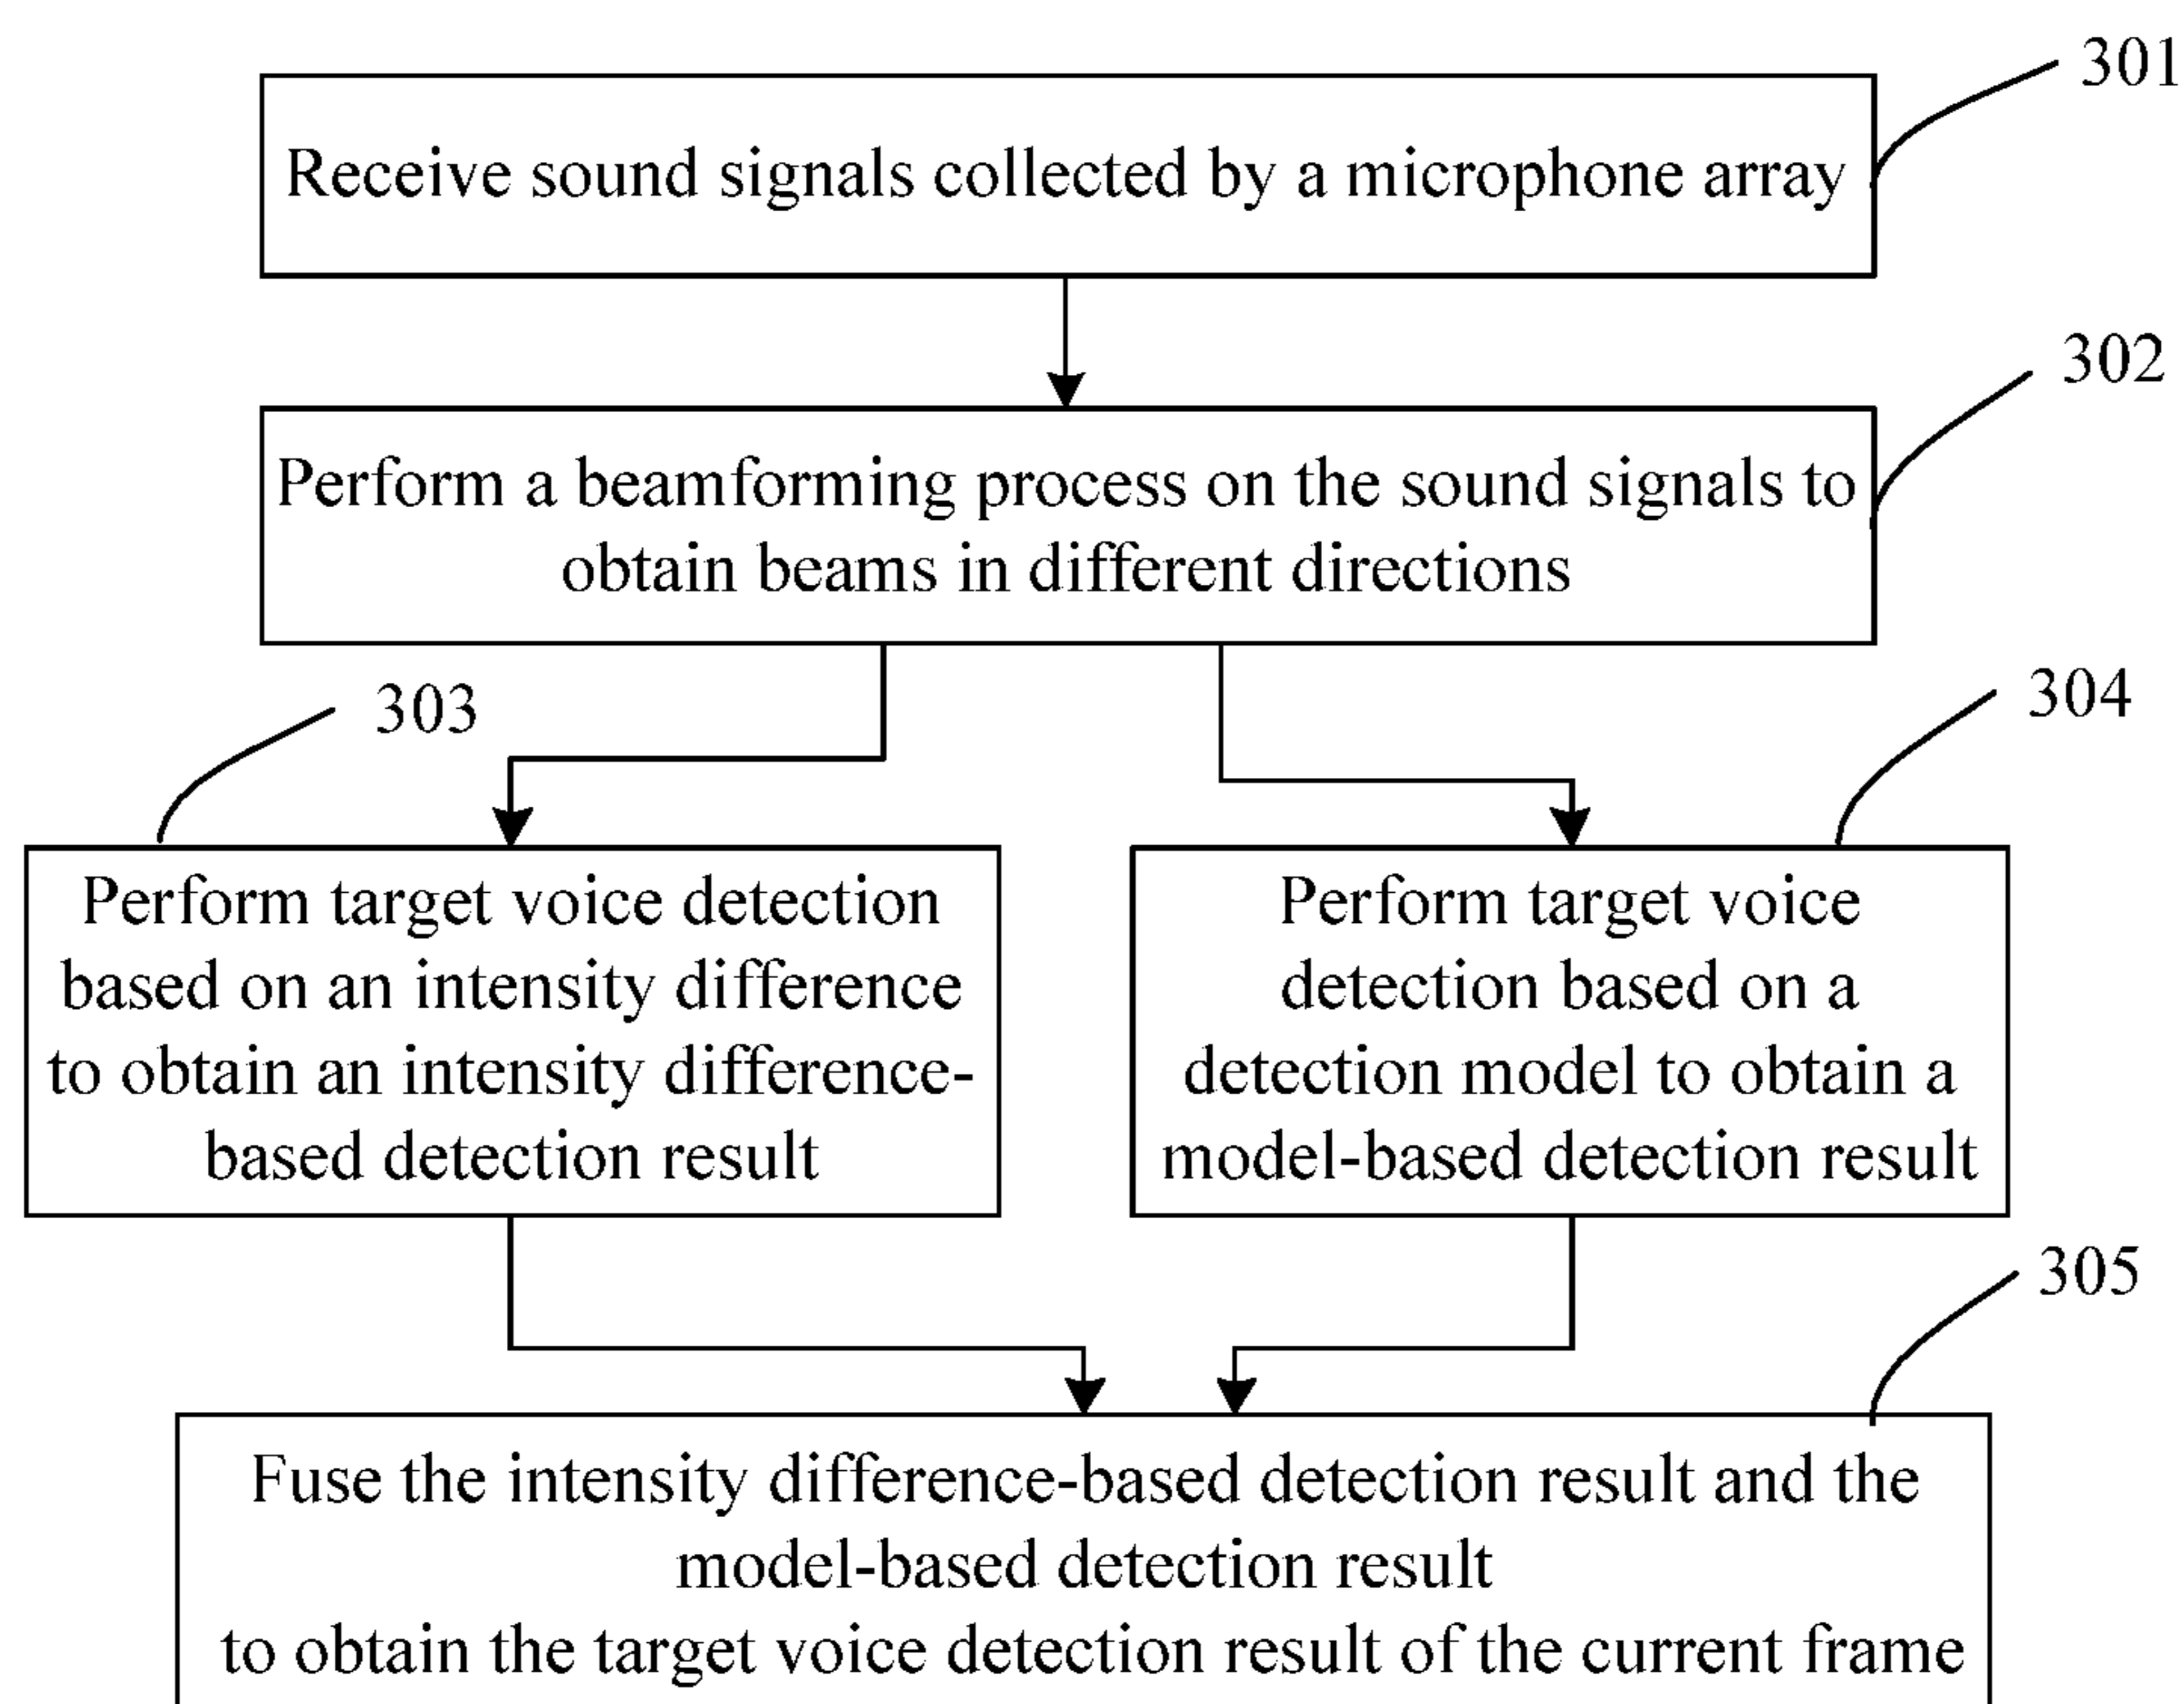 301
Receive sound signals collected by a microphone array
302
Perform a beamforming process on the sound signals to
obtain beams in different directions
303
Perform target voice detection
based on an intensity difference
to obtain an intensity difference-
based detection result
304
Perform target voice
detection based on a
detection model to obtain a
model-based detection result
305
Fuse the intensity difference-based detection result and the
model-based detection result
to obtain the target voice detection result of the current frame